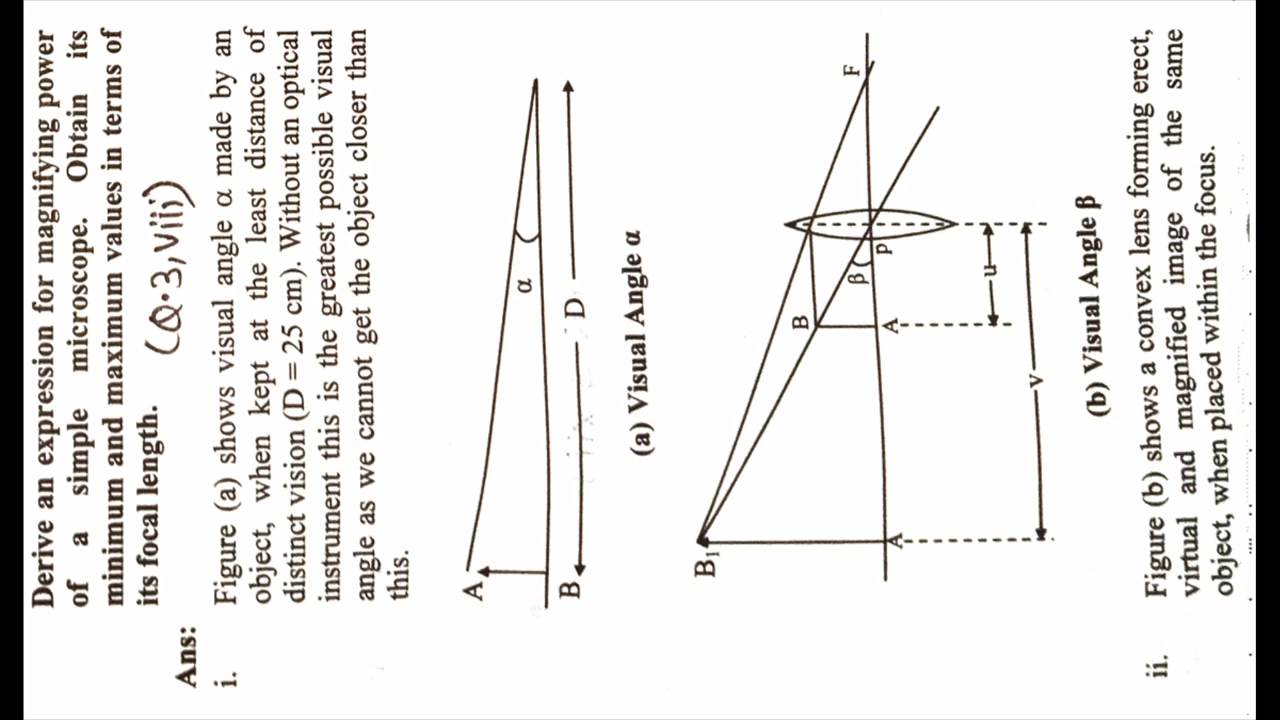 Derive an expression for magnifying power
of a simple microscope. Obtain its
minimum and maximum values in terms of
its focal length. (Q.3, vii)
Ans:
i. Figure (a) shows visual angle α made by an
object, when kept at the least distance of
distinct vision (D = 25 cm). Without an optical
instrument this is the greatest possible visual
angle as we cannot get the object closer than
this.
A
α
B
D
(a) Visual Angle α
B₁
B
F
β
P
A
A
u
v
(b) Visual Angle β
ii. Figure (b) shows a convex lens forming erect,
virtual and magnified image of the same
object, when placed within the focus.